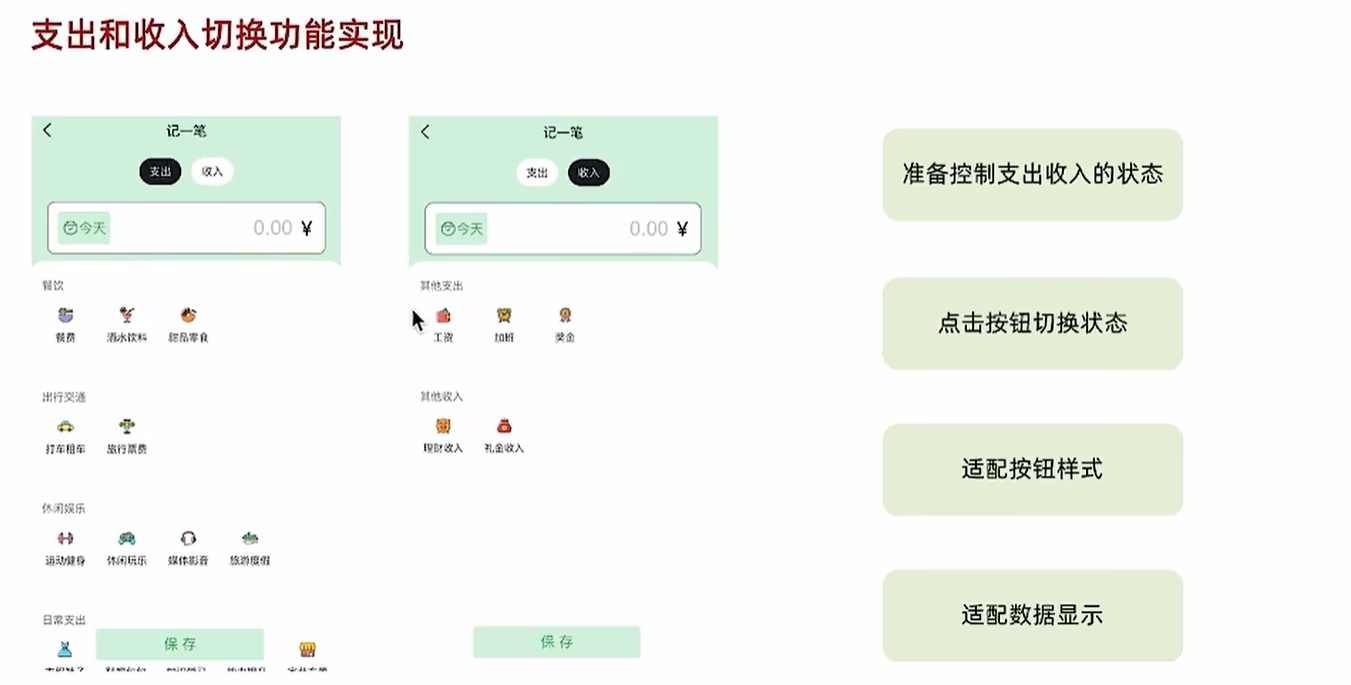 支出和收入切换功能实现
记一笔
支出 收入
今天 0.00 ¥
餐饮
餐费 酒水饮料 甜品零食
出行交通
打车租车 旅行票费
休闲娱乐
运动健身 休闲玩乐 媒体影音 旅游度假
日常支出
保 存
记一笔
支出 收入
今天 0.00 ¥
其他支出
工资 加班 奖金
其他收入
理财收入 礼金收入
保 存
准备控制支出收入的状态
点击按钮切换状态
适配按钮样式
适配数据显示